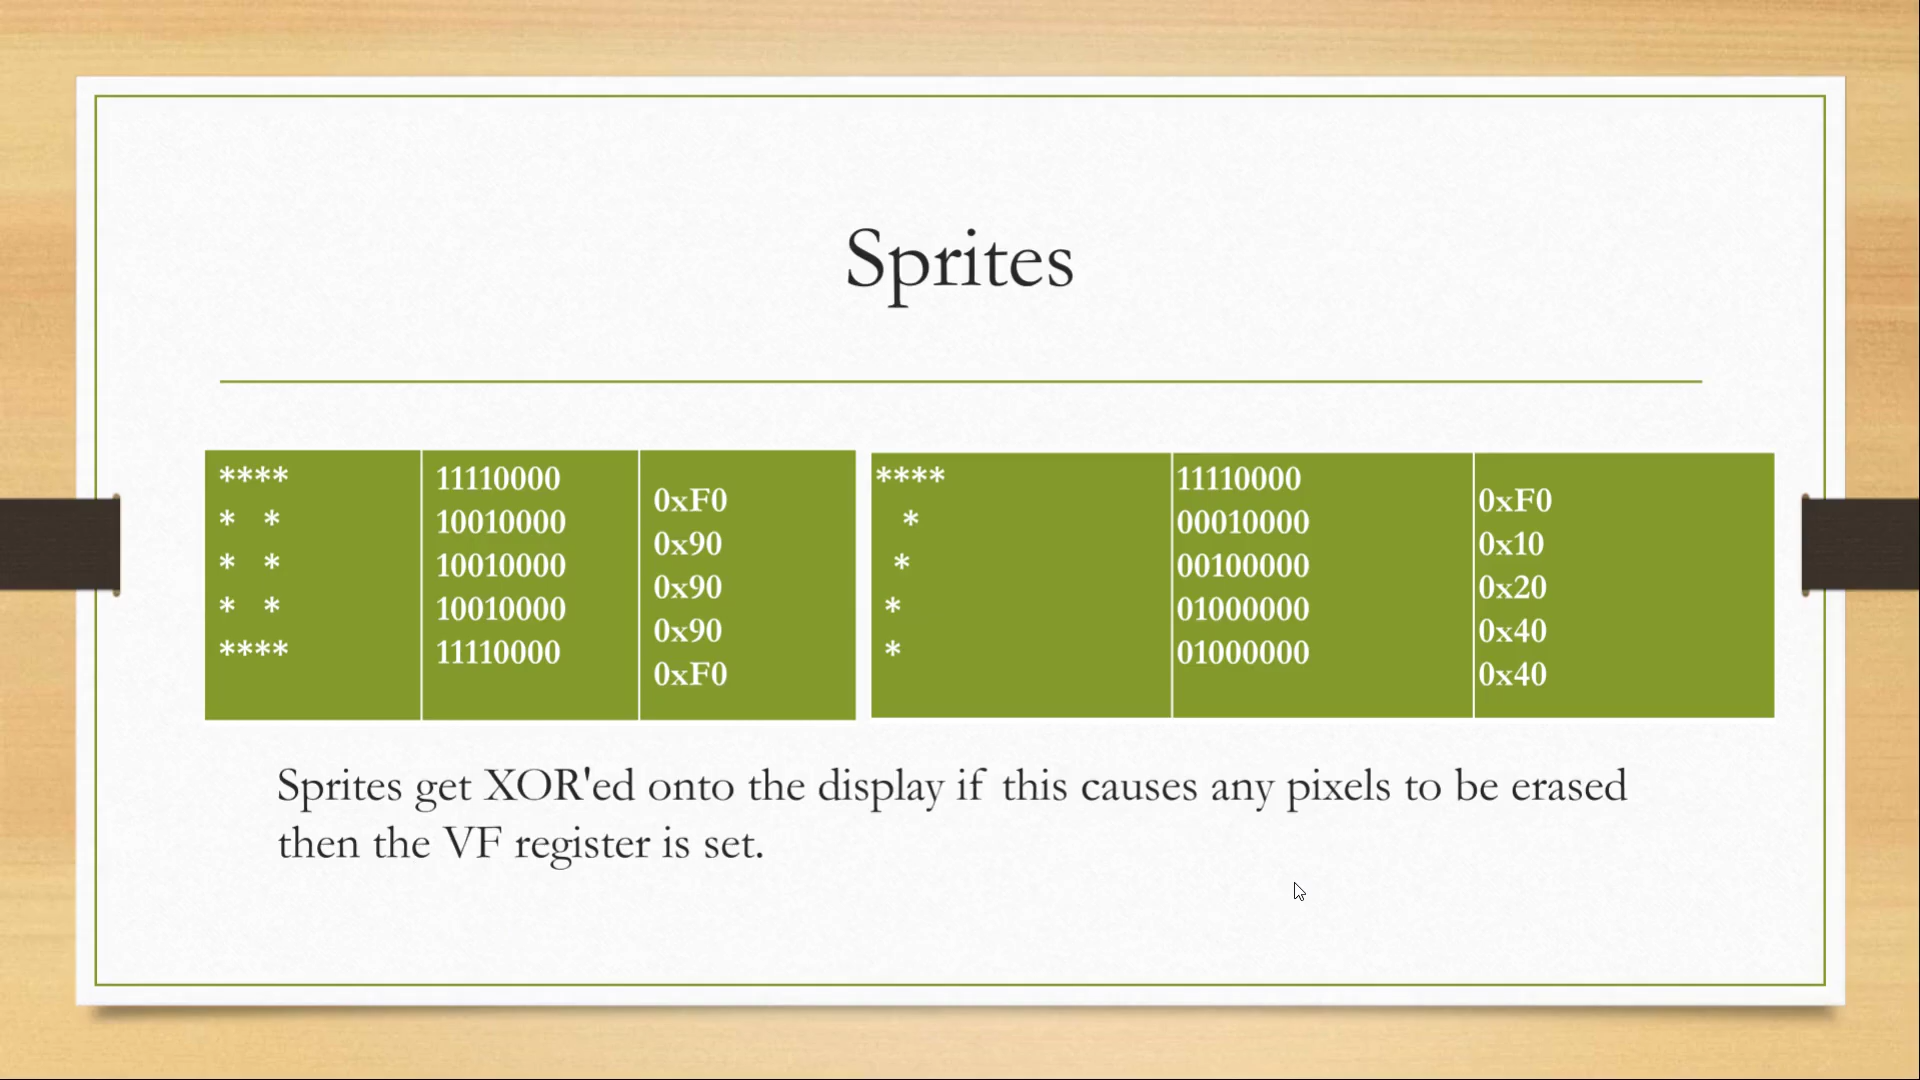 Sprites
****
*   *
*   *
*   *
****
11110000
10010000
10010000
10010000
11110000
0xF0
0x90
0x90
0x90
0xF0
****
   *
  *
 *
 *
11110000
00010000
00100000
01000000
01000000
0xF0
0x10
0x20
0x40
0x40
Sprites get XOR'ed onto the display if this causes any pixels to be erased
then the VF register is set.